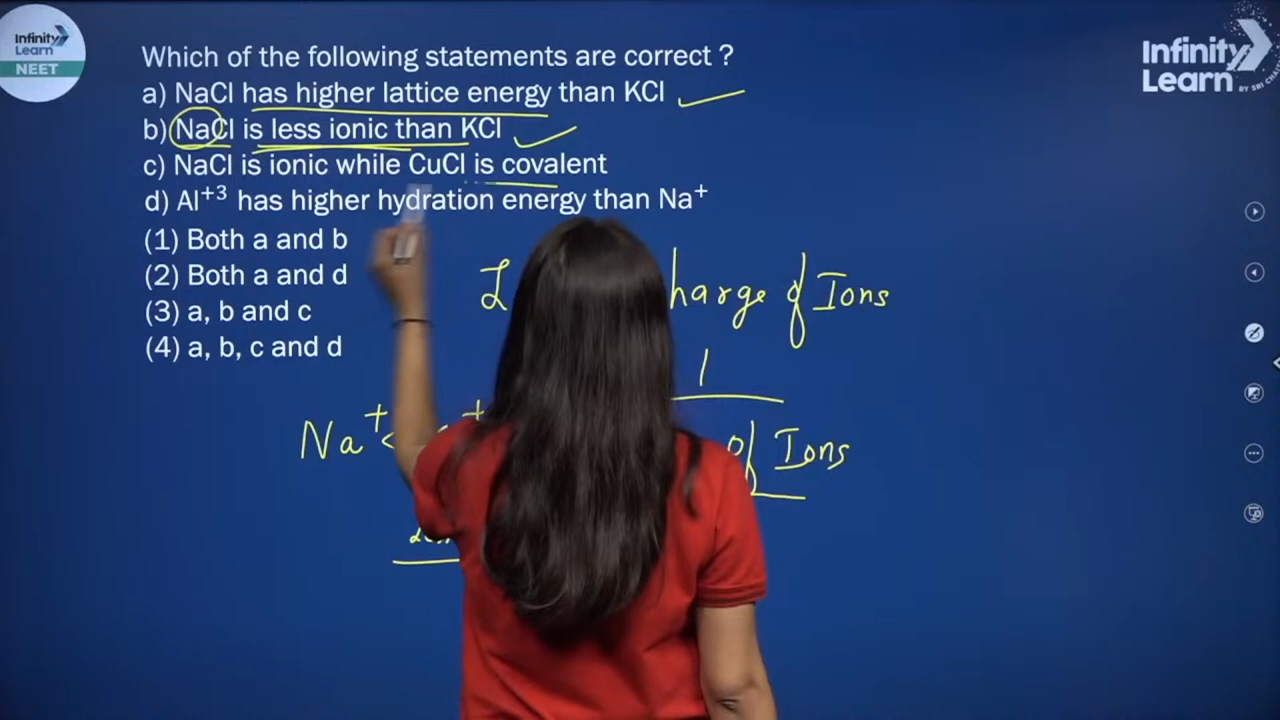 Infinity
Learn
NEET
Which of the following statements are correct ?
a) NaCl has higher lattice energy than KCl
b) NaCl is less ionic than KCl
c) NaCl is ionic while CuCl is covalent
d) Al+3 has higher hydration energy than Na+
(1) Both a and b
(2) Both a and d
(3) a, b and c
(4) a, b, c and d
Infinity
Learn
BY SRI CHAITANYA
harge of Ions
1
Na+ < +
of Ions